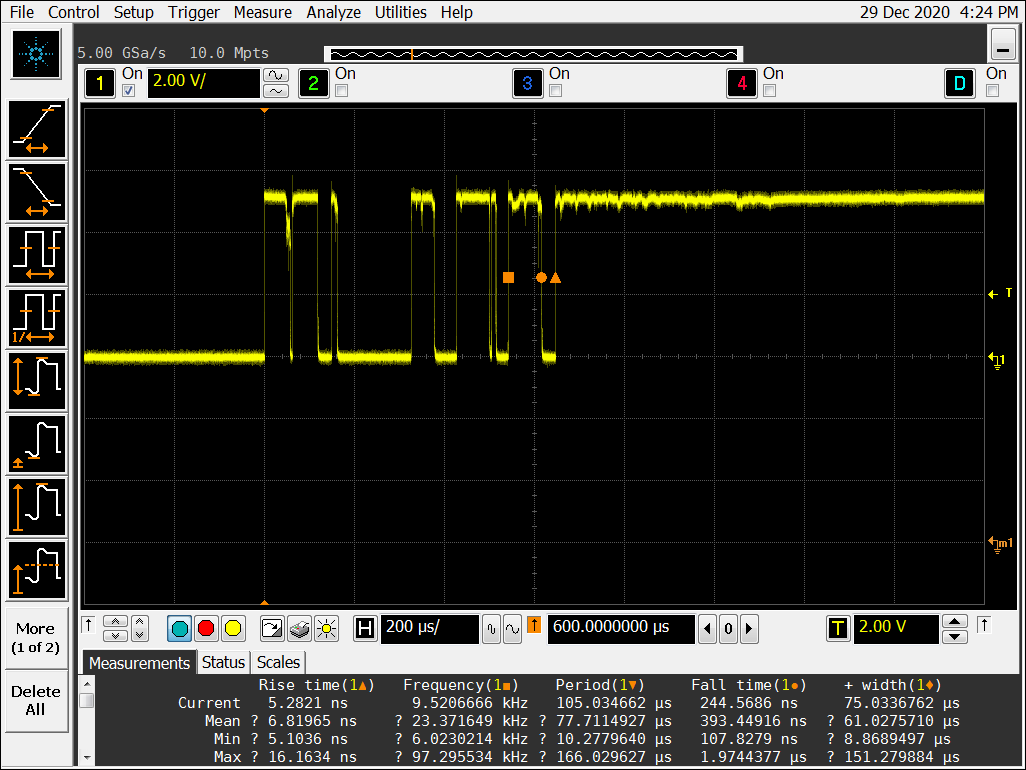 File Control Setup Trigger Measure Analyze Utilities Help 29 Dec 2020 4:24 PM
5.00 GSa/s 10.0 Mpts
1 On 2.00 V/ 2 On 3 On 4 On D On
T
1
m1
1/
More
(1 of 2)
Delete
All
H 200 µs/ 600.0000000 µs 0 T 2.00 V
Measurements Status Scales
Rise time(1▲) Frequency(1■) Period(1▼) Fall time(1●) + width(1♦)
Current 5.2821 ns 9.5206666 kHz 105.034662 µs 244.5686 ns 75.0336762 µs
Mean ? 6.81965 ns ? 23.371649 kHz ? 77.7114927 µs 393.44916 ns ? 61.0275710 µs
Min ? 5.1036 ns ? 6.0230214 kHz ? 10.2779640 µs 107.8279 ns ? 8.8689497 µs
Max ? 16.1634 ns ? 97.295534 kHz ? 166.029627 µs 1.9744377 µs ? 151.279884 µs